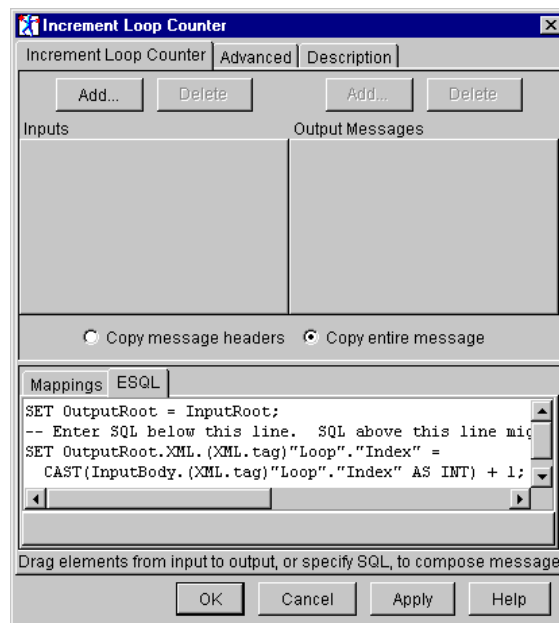 Increment Loop Counter
Increment Loop Counter Advanced Description
Add... Delete Add... Delete
Inputs Output Messages
Copy message headers Copy entire message
Mappings ESQL
SET OutputRoot = InputRoot;
-- Enter SQL below this line. SQL above this line
SET OutputRoot.XML.(XML.tag)"Loop"."Index" =
CAST(InputBody.(XML.tag)"Loop"."Index" AS INT) + 1;
Drag elements from input to output, or specify SQL, to compose message
OK Cancel Apply Help